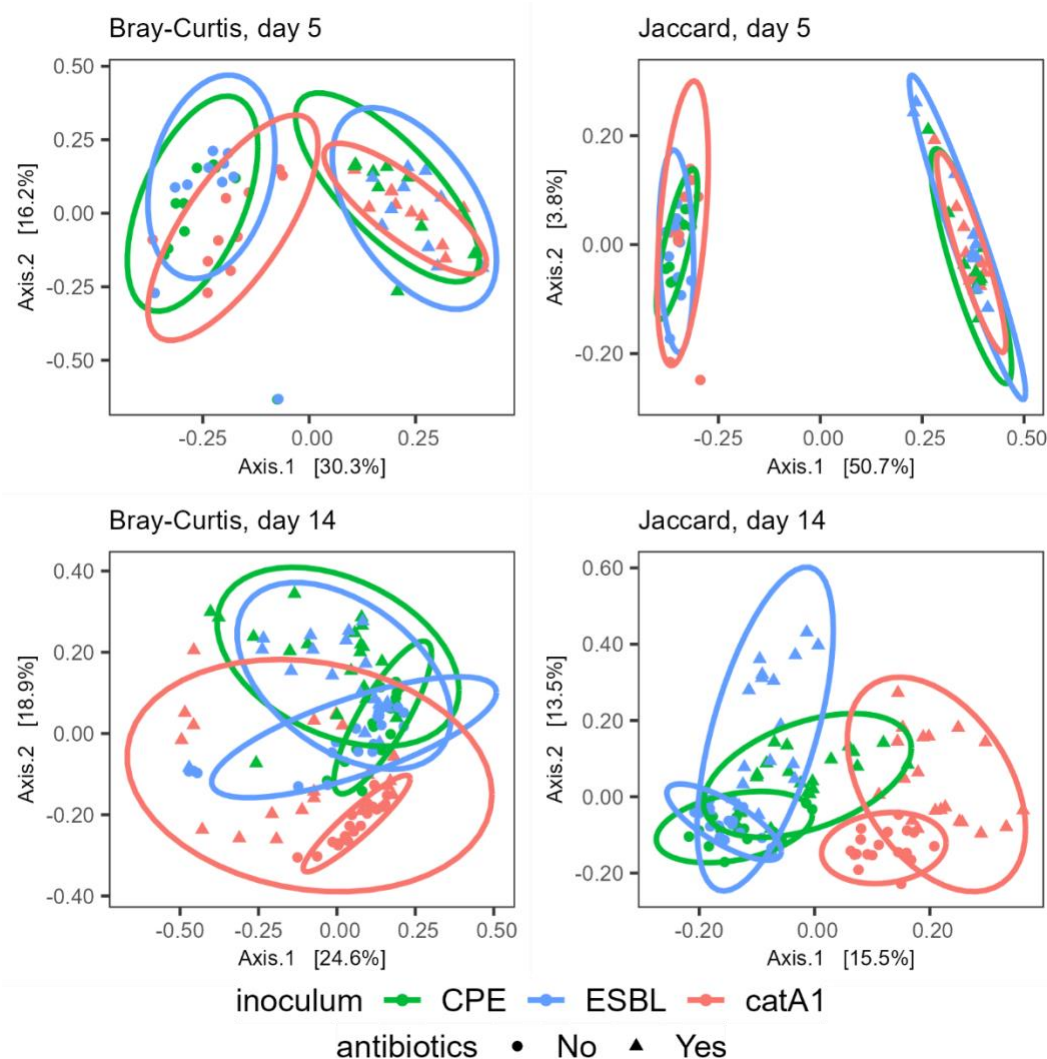 Bray-Curtis, day 5
0.50
0.25
0.00
-0.25
-0.50
Axis.2 [16.2%]
-0.25 0.00 0.25
Axis.1 [30.3%]
Jaccard, day 5
0.20
0.00
-0.20
Axis.2 [3.8%]
-0.25 0.00 0.25 0.50
Axis.1 [50.7%]
Bray-Curtis, day 14
0.40
0.20
0.00
-0.20
-0.40
Axis.2 [18.9%]
-0.50 -0.25 0.00 0.25 0.50
Axis.1 [24.6%]
Jaccard, day 14
0.60
0.40
0.20
0.00
-0.20
Axis.2 [13.5%]
-0.20 0.00 0.20
Axis.1 [15.5%]
inoculum CPE ESBL catA1
antibiotics No Yes